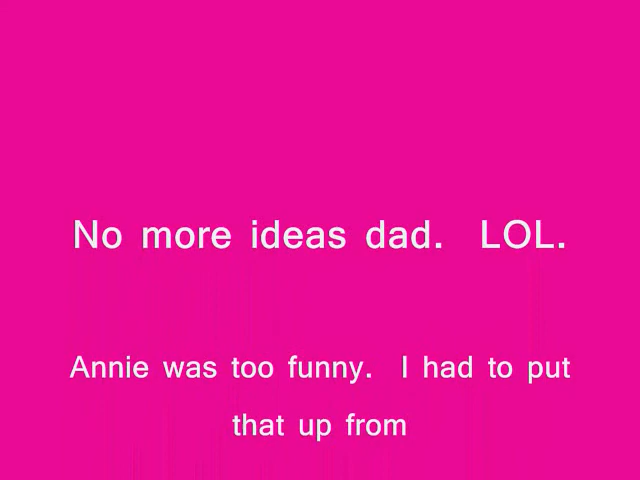 No more ideas dad.  LOL.
Annie was too funny.  I had to put
that up from